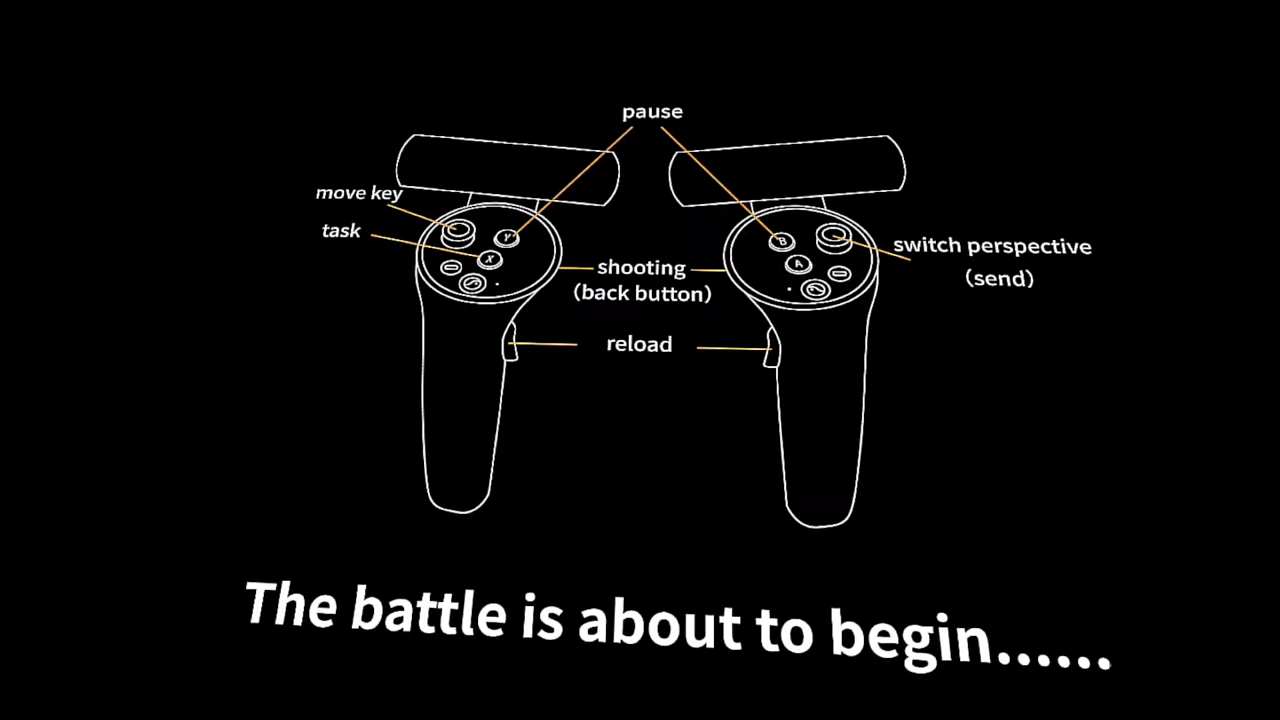 pause
move key
task
Y
X
B
A
switch perspective
(send)
shooting
(back button)
reload
The battle is about to begin......